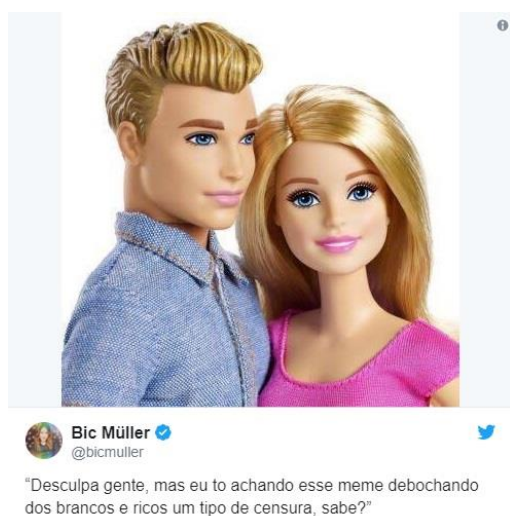 Bic Müller
@bicmuller
“Desculpa gente, mas eu to achando esse meme debochando
dos brancos e ricos um tipo de censura, sabe?”